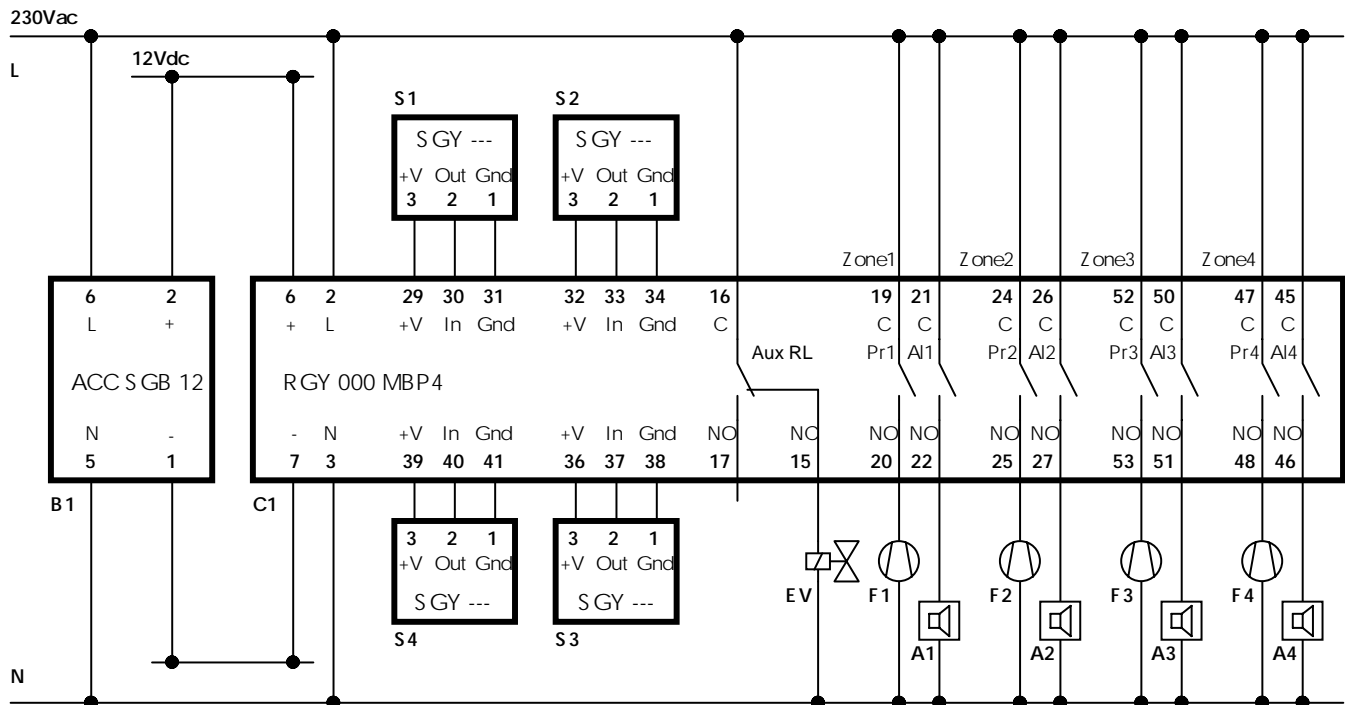 230Vac
12Vdc
L
S1 S2
SGY --- SGY ---
+V Out Gnd +V Out Gnd
3 2 1 3 2 1
Zone1 Zone2 Zone3 Zone4
6 2 6 2 29 30 31 32 33 34 16 19 21 24 26 52 50 47 45
L + + L +V In Gnd +V In Gnd C C C C C C C C C
Aux RL Pr1 Al1 Pr2 Al2 Pr3 Al3 Pr4 Al4
ACC SGB 12 RGY 000 MBP4
N - - N +V In Gnd +V In Gnd NO NO NO NO NO NO NO NO NO NO
5 1 7 3 39 40 41 36 37 38 17 15 20 22 25 27 53 51 48 46
B1 C1
3 2 1 3 2 1
+V Out Gnd +V Out Gnd
SGY --- SGY ---
EV F1 F2 F3 F4
S4 S3
A1 A2 A3 A4
N